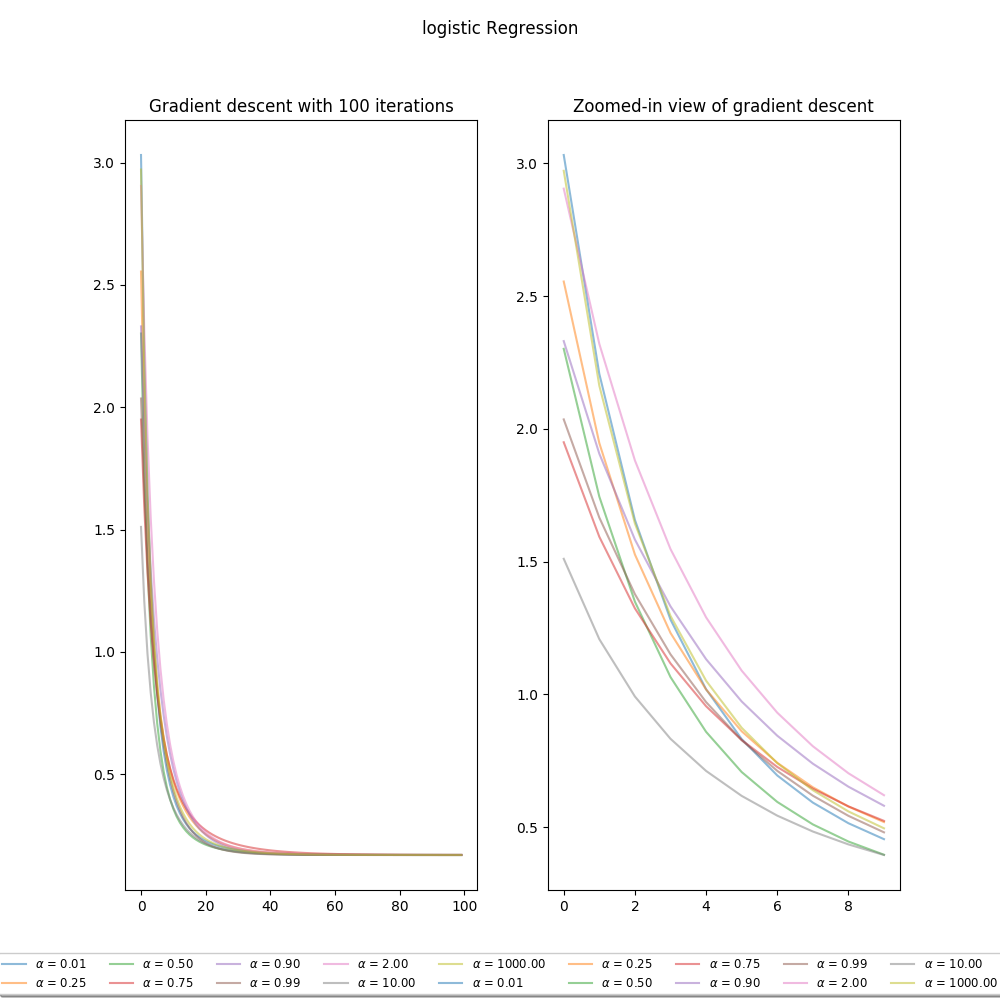 logistic Regression
Gradient descent with 100 iterations
Zoomed-in view of gradient descent
3.0
2.5
2.0
1.5
1.0
0.5
0 20 40 60 80 100
3.0
2.5
2.0
1.5
1.0
0.5
0 2 4 6 8
α = 0.01 α = 0.50 α = 0.90 α = 2.00 α = 1000.00 α = 0.25 α = 0.75 α = 0.99 α = 10.00
α = 0.25 α = 0.75 α = 0.99 α = 10.00 α = 0.01 α = 0.50 α = 0.90 α = 2.00 α = 1000.00